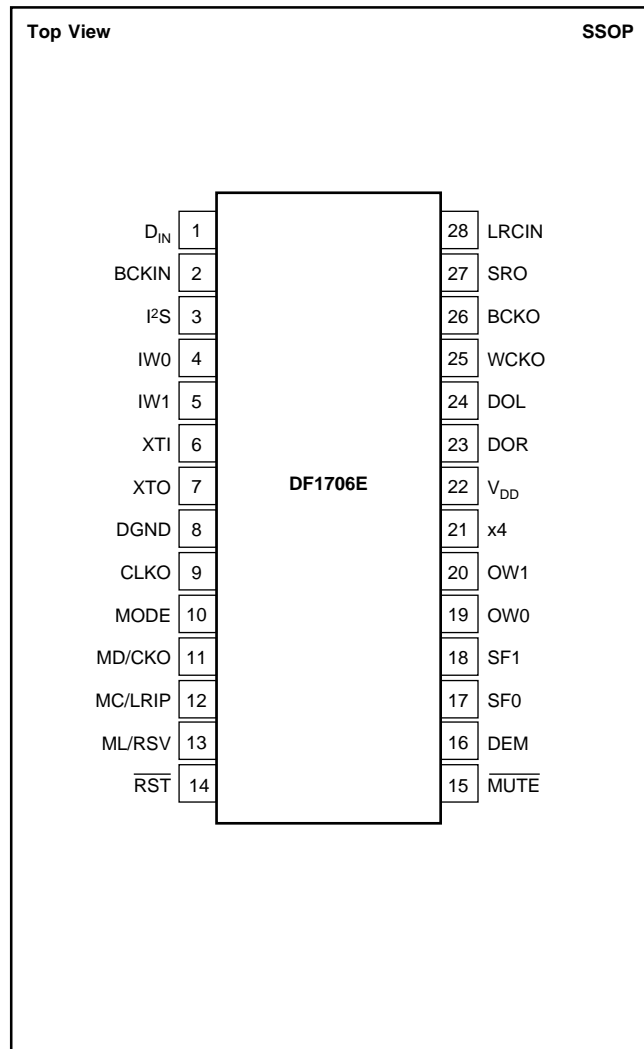 Top View SSOP
D_IN 1 28 LRCIN
BCKIN 2 27 SRO
I²S 3 26 BCKO
IW0 4 25 WCKO
IW1 5 24 DOL
XTI 6 23 DOR
XTO 7 DF1706E 22 V_DD
DGND 8 21 x4
CLKO 9 20 OW1
MODE 10 19 OW0
MD/CKO 11 18 SF1
MC/LRIP 12 17 SF0
ML/RSV 13 16 DEM
R̅S̅T̅ 14 15 M̅U̅T̅E̅